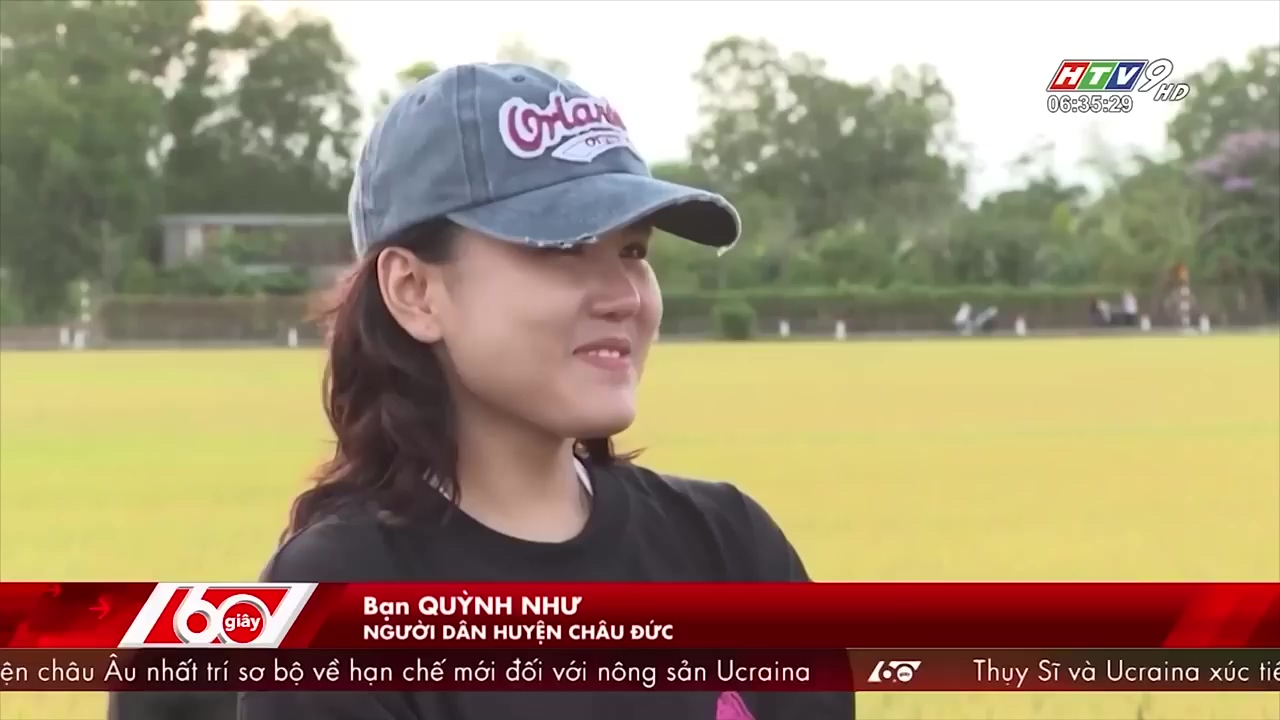 HTV9 HD
06:35:29
60 giây
Bạn QUỲNH NHƯ
NGƯỜI DÂN HUYỆN CHÂU ĐỨC
ện châu Âu nhất trí sơ bộ về hạn chế mới đối với nông sản Ucraina 60 Thụy Sĩ và Ucraina xúc tiế